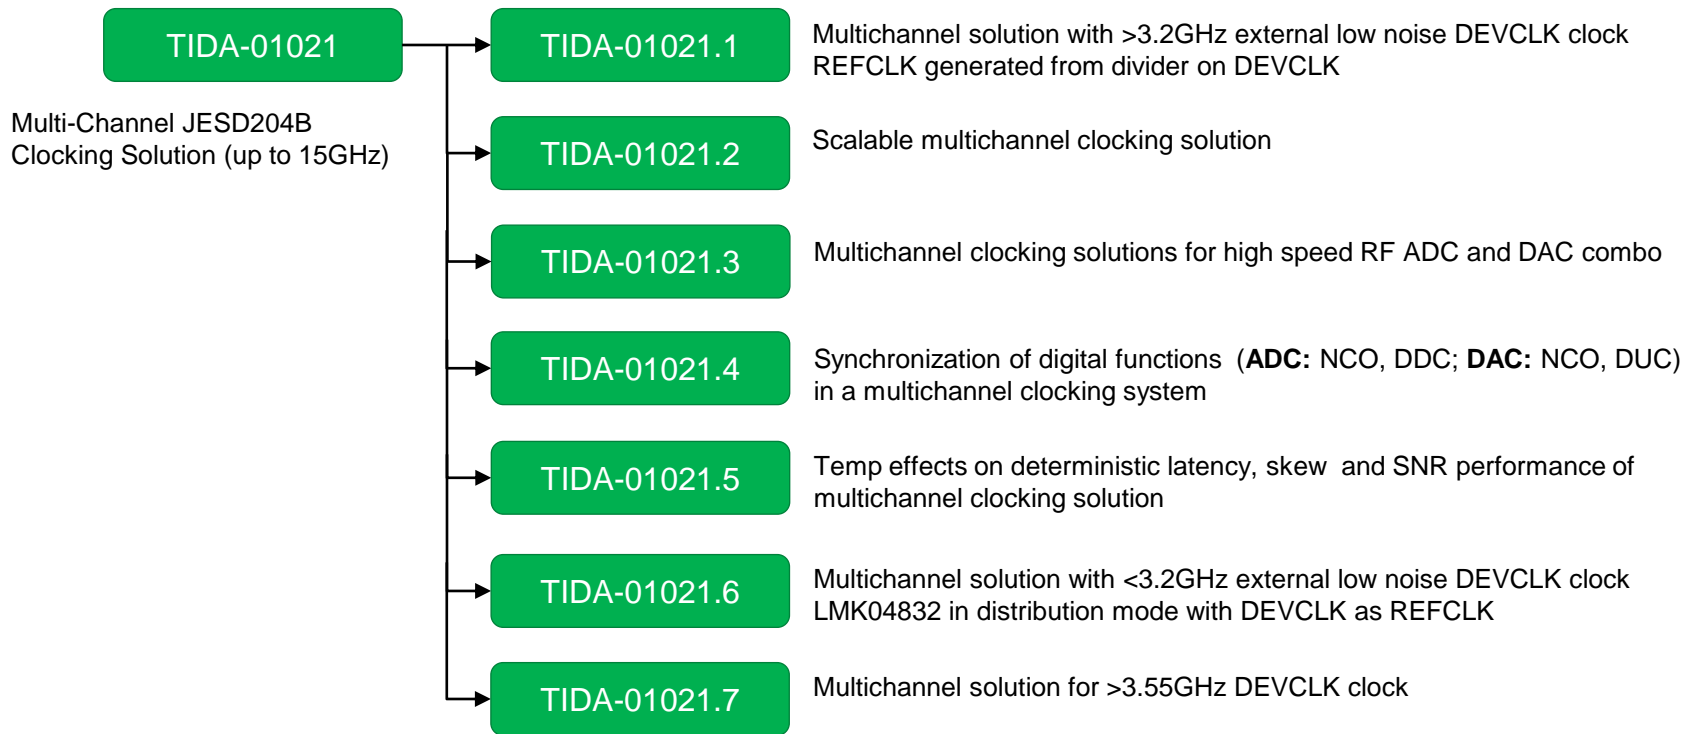 TIDA-01021
Multi-Channel JESD204B
Clocking Solution (up to 15GHz)
TIDA-01021.1
Multichannel solution with >3.2GHz external low noise DEVCLK clock
REFCLK generated from divider on DEVCLK
TIDA-01021.2
Scalable multichannel clocking solution
TIDA-01021.3
Multichannel clocking solutions for high speed RF ADC and DAC combo
TIDA-01021.4
Synchronization of digital functions (ADC: NCO, DDC; DAC: NCO, DUC)
in a multichannel clocking system
TIDA-01021.5
Temp effects on deterministic latency, skew and SNR performance of
multichannel clocking solution
TIDA-01021.6
Multichannel solution with <3.2GHz external low noise DEVCLK clock
LMK04832 in distribution mode with DEVCLK as REFCLK
TIDA-01021.7
Multichannel solution for >3.55GHz DEVCLK clock